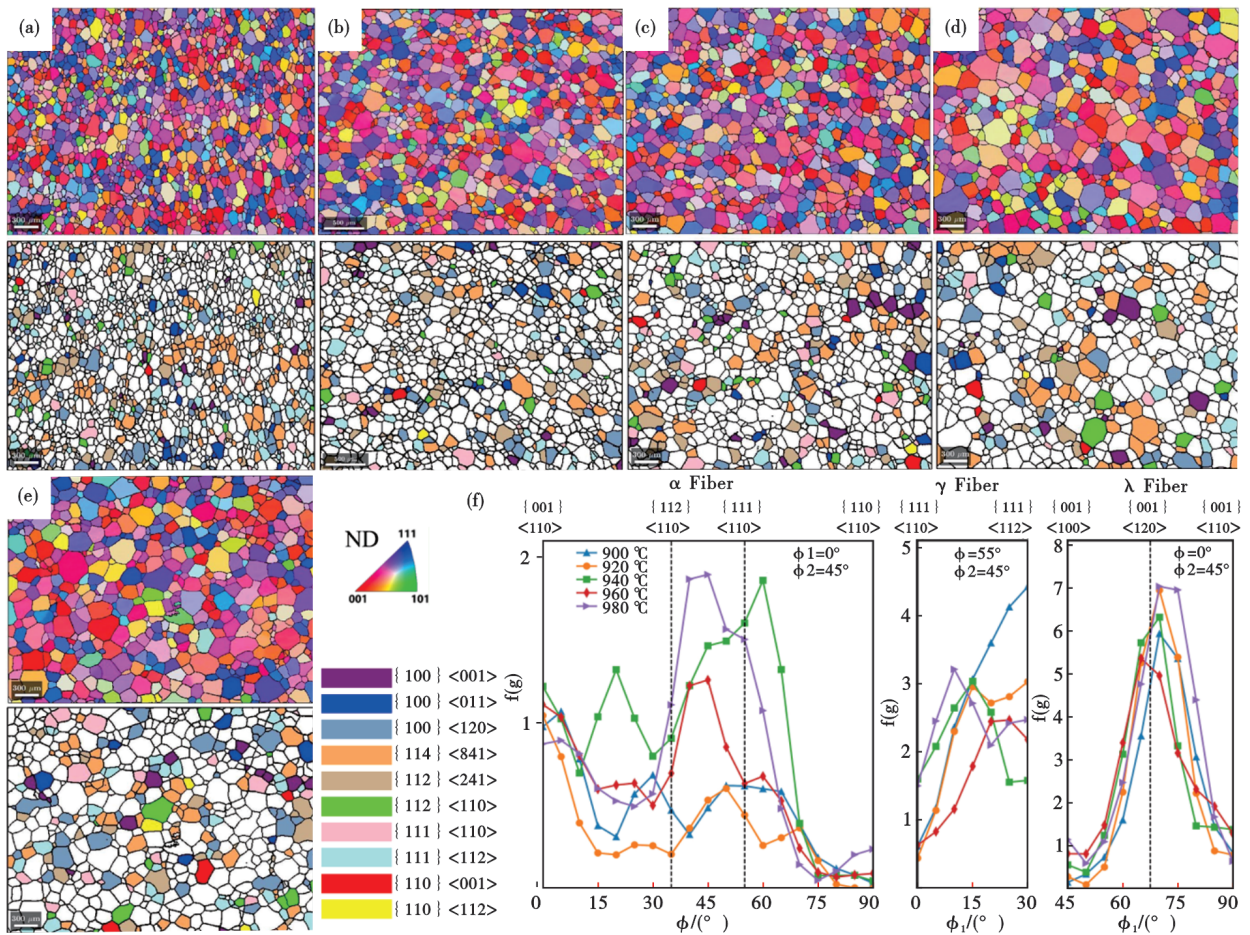 (a)
(b)
(c)
(d)
300 μm
300 μm
300 μm
300 μm
300 μm
300 μm
300 μm
(e)
300 μm
300 μm
ND
111
001
101
{ 100 } <001>
{ 100 } <011>
{ 100 } <120>
{ 114 } <841>
{ 112 } <241>
{ 112 } <110>
{ 111 } <110>
{ 111 } <112>
{ 110 } <001>
{ 110 } <112>
(f)
α Fiber
{ 001 } { 112 } { 111 } { 110 }
<110> <110> <110> <110>
900 ℃
920 ℃
940 ℃
960 ℃
980 ℃
ϕ1=0°
ϕ2=45°
f(g)
2
1
0 15 30 45 60 75 90
ϕ/(°)
γ Fiber
{ 111 } { 111 }
<110> <112>
ϕ=55°
ϕ2=45°
f(g)
5
4
3
2
1
0 15 30
ϕ₁/(°)
λ Fiber
{ 001 } { 001 } { 001 }
<100> <120> <110>
ϕ=0°
ϕ2=45°
f(g)
8
7
6
5
4
3
2
1
45 60 75 90
ϕ₁/(°)